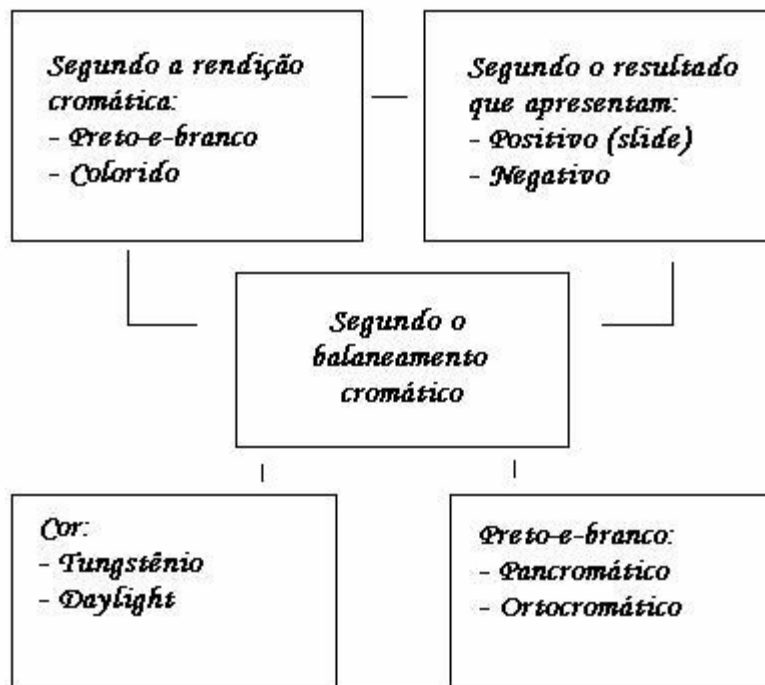 Segundo a rendição
cromática:
- Preto-e-branco
- Colorido
Segundo o resultado
que apresentam:
- Positivo (slide)
- Negativo
Segundo o
balaneamento
cromático
Cor:
- Tungstênio
- Daylight
Preto-e-branco:
- Pancromático
- Ortocromático